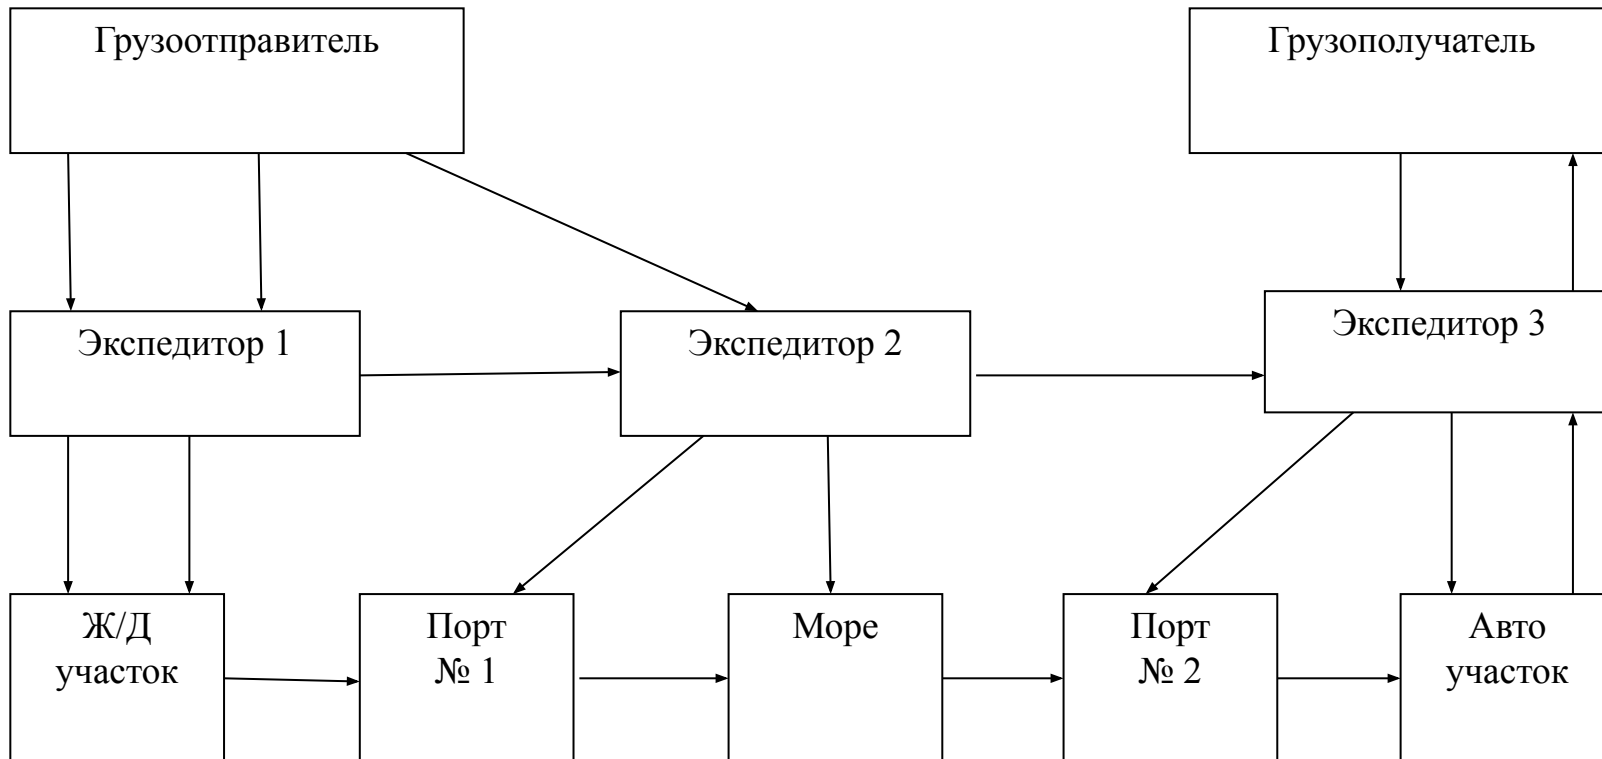 Грузоотправитель
Грузополучатель
Экспедитор 1
Экспедитор 2
Экспедитор 3
Ж/Д
участок
Порт
№ 1
Море
Порт
№ 2
Авто
участок